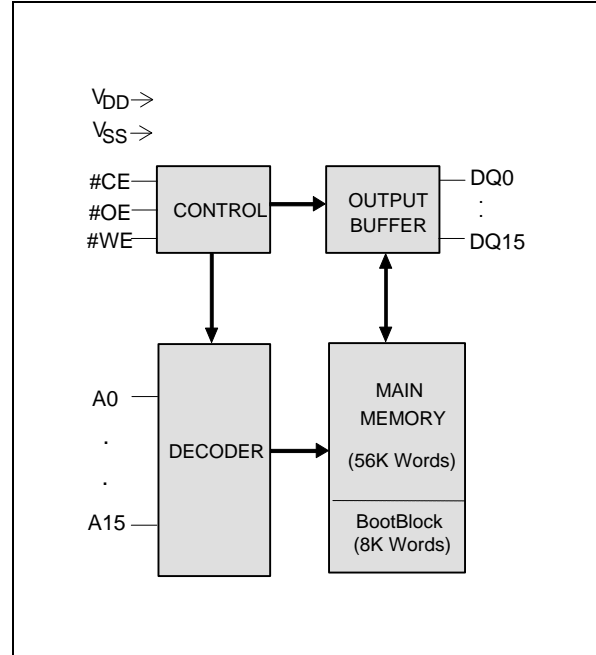 VDD
VSS
#CE
#OE
#WE
CONTROL
OUTPUT
BUFFER
DQ0
.
.
DQ15
A0
.
.
A15
DECODER
MAIN
MEMORY
(56K Words)
BootBlock
(8K Words)